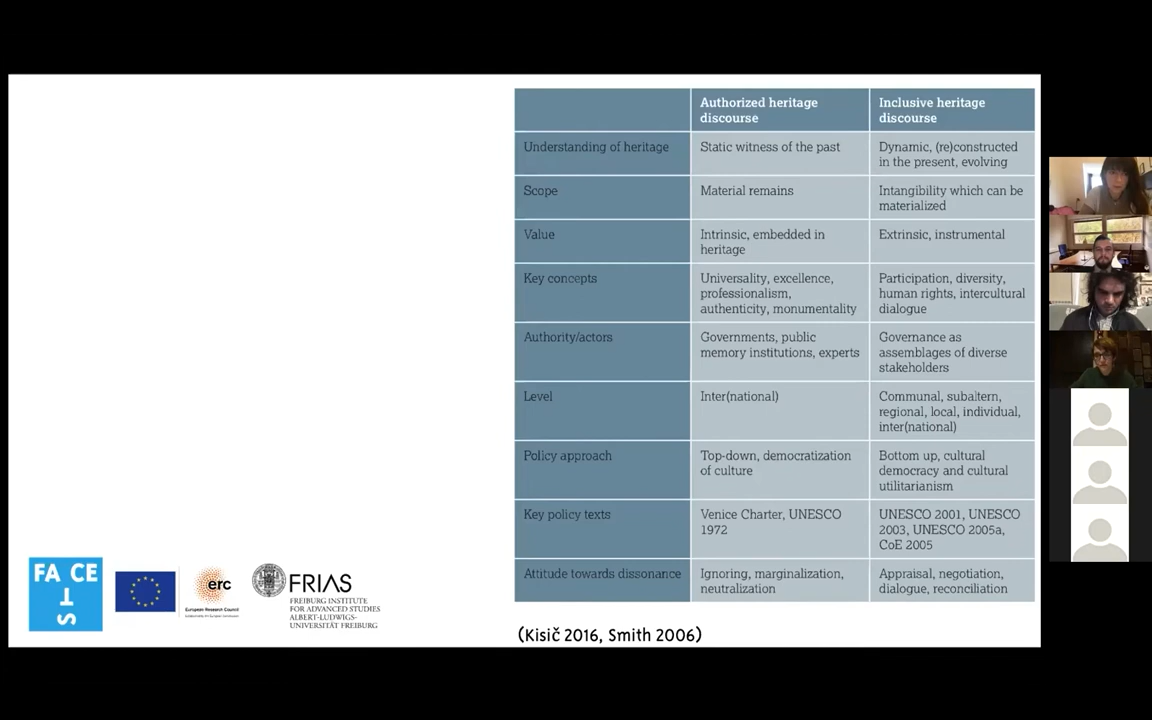 Authorized heritage
discourse
Inclusive heritage
discourse
Understanding of heritage
Static witness of the past
Dynamic, (re)constructed
in the present, evolving
Scope
Material remains
Intangibility which can be
materialized
Value
Intrinsic, embedded in
heritage
Extrinsic, instrumental
Key concepts
Universality, excellence,
professionalism,
authenticity, monumentality
Participation, diversity,
human rights, intercultural
dialogue
Authority/actors
Governments, public
memory institutions, experts
Governance as
assemblages of diverse
stakeholders
Level
Inter(national)
Communal, subaltern,
regional, local, individual,
inter(national)
Policy approach
Top-down, democratization
of culture
Bottom up, cultural
democracy and cultural
utilitarianism
Key policy texts
Venice Charter, UNESCO
1972
UNESCO 2001, UNESCO
2003, UNESCO 2005a,
CoE 2005
Attitude towards dissonance
Ignoring, marginalization,
neutralization
Appraisal, negotiation,
dialogue, reconciliation
(Kisič 2016, Smith 2006)
FA CE
T
S
erc
European Research Council
FRIAS
FREIBURG INSTITUTE
FOR ADVANCED STUDIES
ALBERT-LUDWIGS-
UNIVERSITÄT FREIBURG